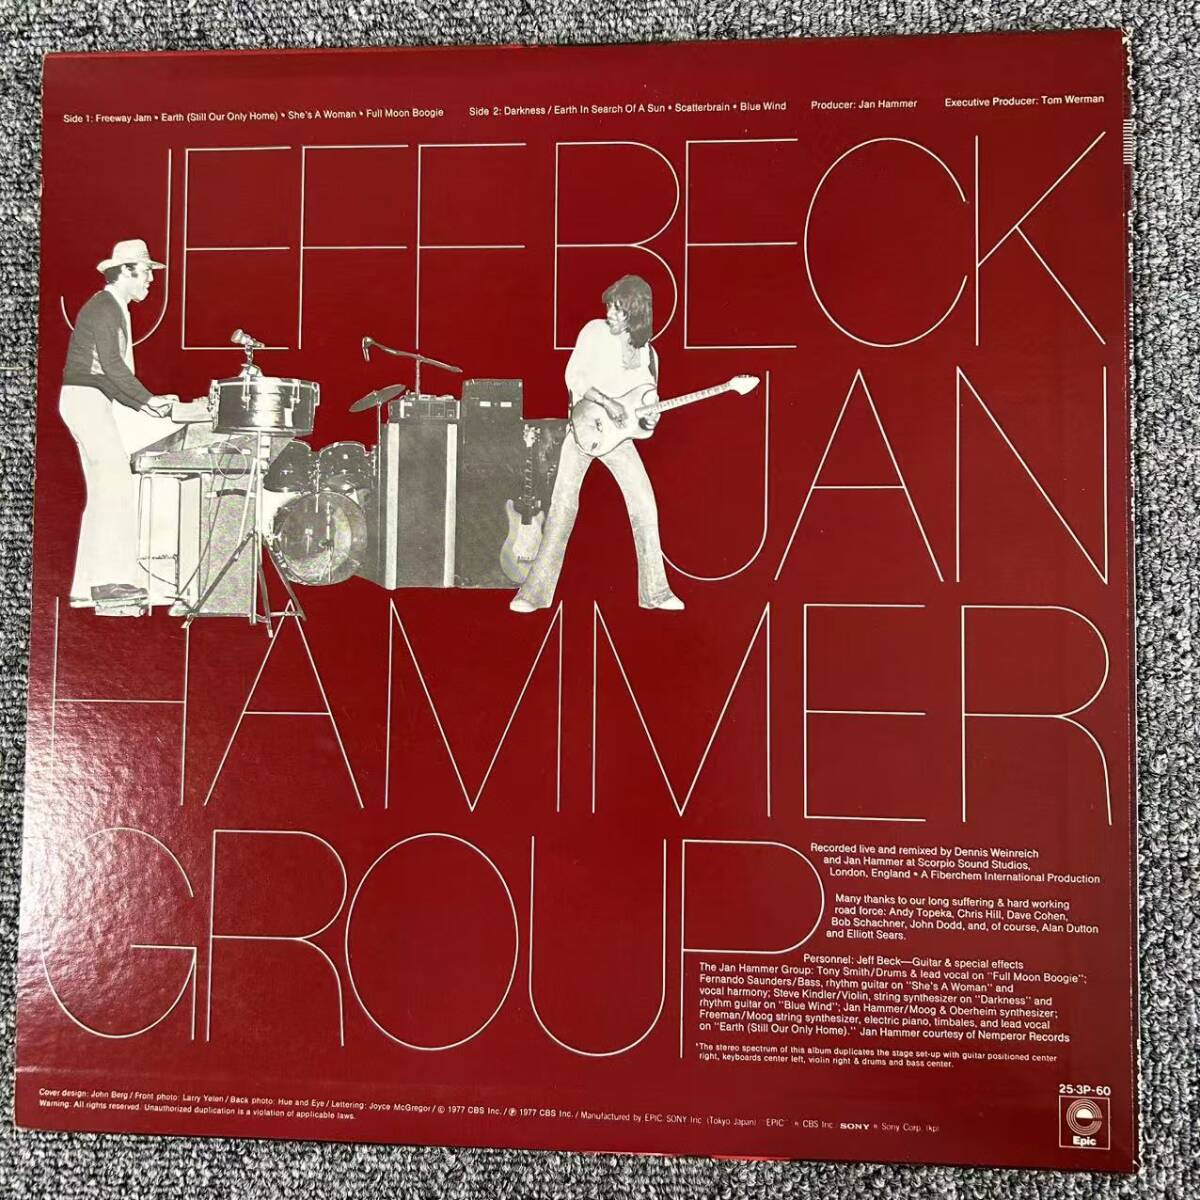 Side 1: Freeway Jam • Earth (Still Our Only Home) • She's A Woman • Full Moon Boogie Side 2: Darkness / Earth In Search Of A Sun • Scatterbrain • Blue Wind Producer: Jan Hammer Executive Producer: Tom Werman
JEFF BECK
JAN
HAMMER
GROUP
Recorded live and remixed by Dennis Weinreich
and Jan Hammer at Scorpio Sound Studios,
London, England • A Fiberchem International Production
Many thanks to our long suffering & hard working
road force: Andy Topeka, Chris Hill, Dave Cohen,
Bob Schachner, John Dodd, and, of course, Alan Dutton
and Elliott Sears.
Personnel: Jeff Beck—Guitar & special effects
The Jan Hammer Group: Tony Smith/Drums & lead vocal on "Full Moon Boogie";
Fernando Saunders/Bass, rhythm guitar on "She's A Woman" and
vocal harmony; Steve Kindler/Violin, string synthesizer on "Darkness" and
rhythm guitar on "Blue Wind"; Jan Hammer/Moog & Oberheim synthesizer;
Freeman/Moog string synthesizer, electric piano, timbales, and lead vocal
on "Earth (Still Our Only Home)." Jan Hammer courtesy of Nemperor Records
*The stereo spectrum of this album duplicates the stage set-up with guitar positioned center
right, keyboards center left, violin right & drums and bass center.
25·3P-60
Epic
Cover design: John Berg / Front photo: Larry Yelen / Back photo: Hue and Eye / Lettering: Joyce McGregor / © 1977 CBS Inc. / ℗ 1977 CBS Inc. / Manufactured by EPIC SONY Inc (Tokyo Japan) "EPIC" ® CBS Inc SONY ® Sony Corp. (kp)
Warning: All rights reserved. Unauthorized duplication is a violation of applicable laws.